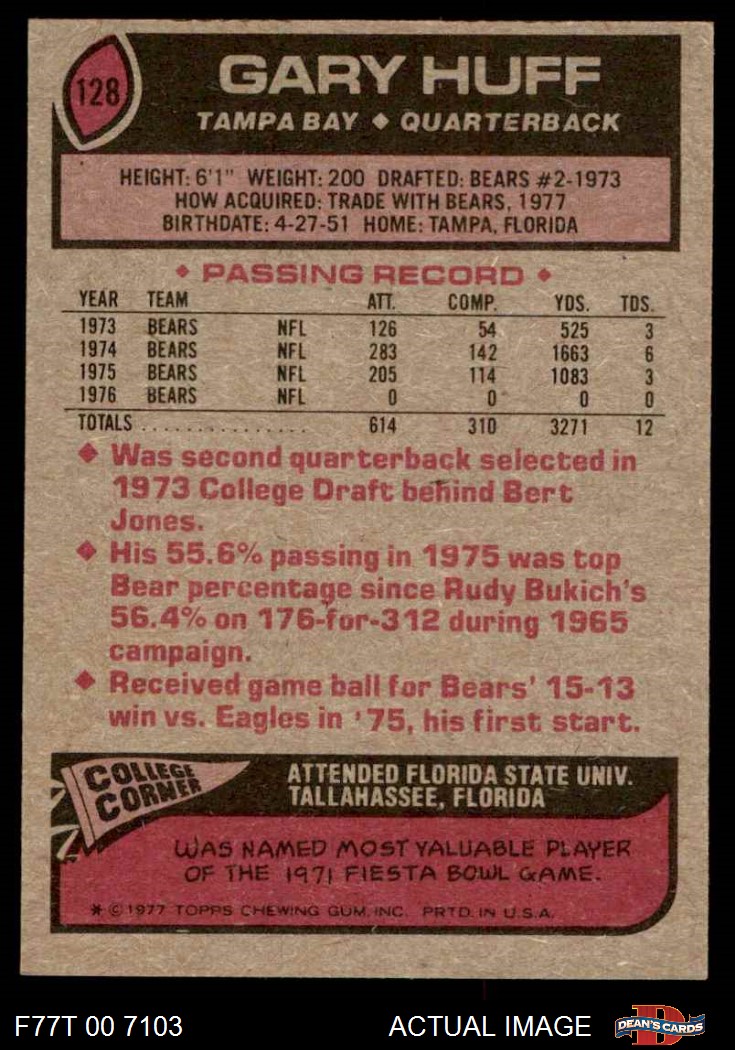 128
GARY HUFF
TAMPA BAY ◆ QUARTERBACK
HEIGHT: 6'1" WEIGHT: 200 DRAFTED: BEARS #2-1973
HOW ACQUIRED: TRADE WITH BEARS, 1977
BIRTHDATE: 4-27-51 HOME: TAMPA, FLORIDA
◆ PASSING RECORD ◆
YEAR TEAM ATT. COMP. YDS. TDS.
1973 BEARS NFL 126 54 525 3
1974 BEARS NFL 283 142 1663 6
1975 BEARS NFL 205 114 1083 3
1976 BEARS NFL 0 0 0 0
TOTALS . . . . . . . . . . . . . . . 614 310 3271 12
◆ Was second quarterback selected in
1973 College Draft behind Bert
Jones.
◆ His 55.6% passing in 1975 was top
Bear percentage since Rudy Bukich's
56.4% on 176-for-312 during 1965
campaign.
◆ Received game ball for Bears' 15-13
win vs. Eagles in '75, his first start.
COLLEGE
CORNER
ATTENDED FLORIDA STATE UNIV.
TALLAHASSEE, FLORIDA
WAS NAMED MOST VALUABLE PLAYER
OF THE 1971 FIESTA BOWL GAME.
* © 1977 TOPPS CHEWING GUM, INC. PRTD. IN U.S.A.
F77T 00 7103 ACTUAL IMAGE
D
DEAN'S CARDS